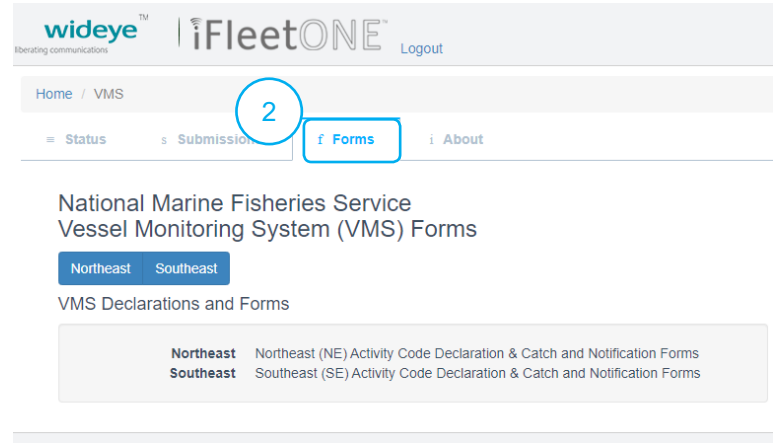 wideye™
liberating communications
iFleetONE™
Logout
Home / VMS
2
≡ Status
s Submission
f Forms
i About
National Marine Fisheries Service
Vessel Monitoring System (VMS) Forms
Northeast Southeast
VMS Declarations and Forms
Northeast Northeast (NE) Activity Code Declaration & Catch and Notification Forms
Southeast Southeast (SE) Activity Code Declaration & Catch and Notification Forms